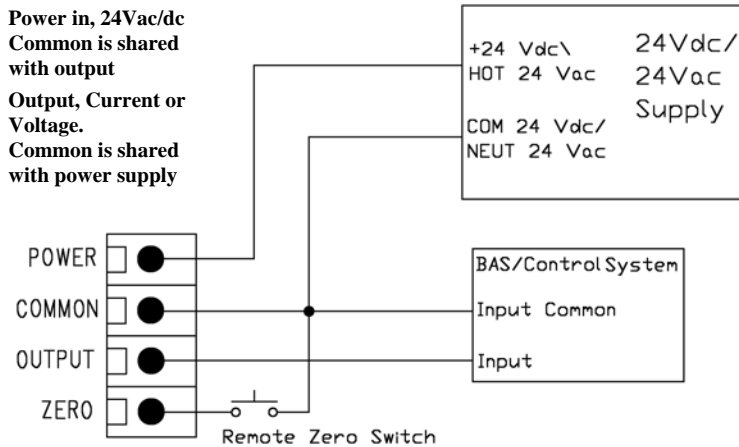 Power in, 24Vac/dc
Common is shared
with output
Output, Current or
Voltage.
Common is shared
with power supply
+24 Vdc\
HOT 24 Vac
COM 24 Vdc/
NEUT 24 Vac
24Vdc/
24Vac
Supply
POWER
COMMON
OUTPUT
ZERO
BAS/Control System
Input Common
Input
Remote Zero Switch